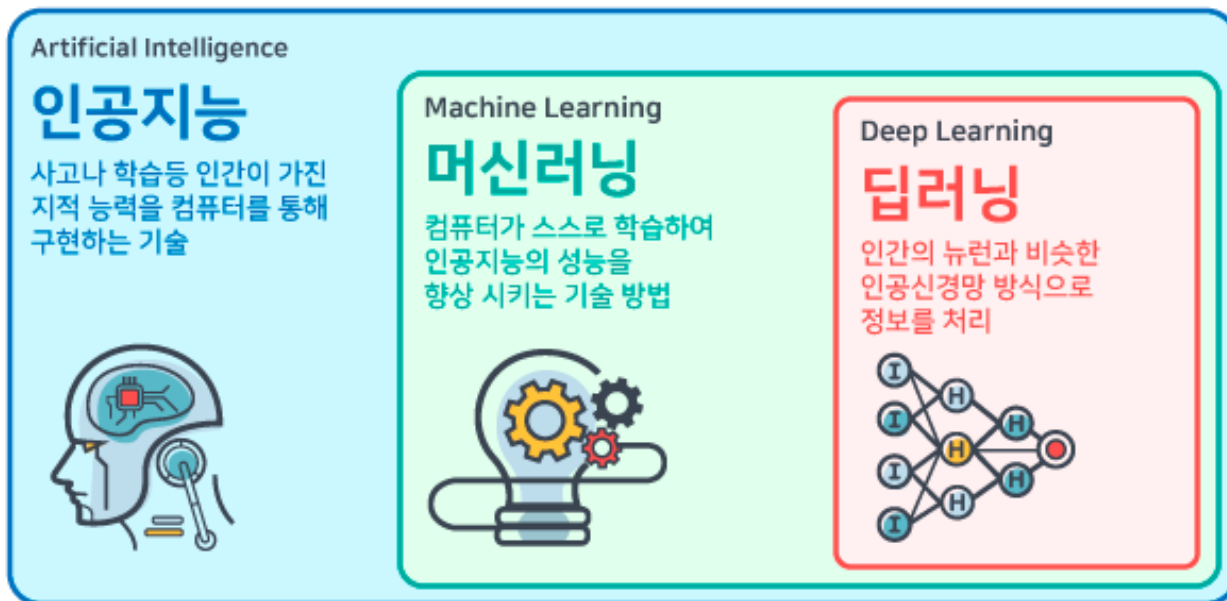 Artificial Intelligence
인공지능
사고나 학습등 인간이 가진
지적 능력을 컴퓨터를 통해
구현하는 기술
Machine Learning
머신러닝
컴퓨터가 스스로 학습하여
인공지능의 성능을
향상 시키는 기술 방법
Deep Learning
딥러닝
인간의 뉴런과 비슷한
인공신경망 방식으로
정보를 처리
I
H
I
H
H
I
H
H
I